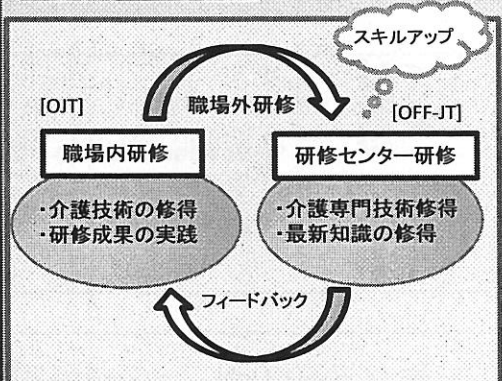 スキルアップ
[OJT]
職場外研修
[OFF-JT]
職場内研修
研修センター研修
・介護技術の修得
・研修成果の実践
・介護専門技術修得
・最新知識の修得
フィードバック